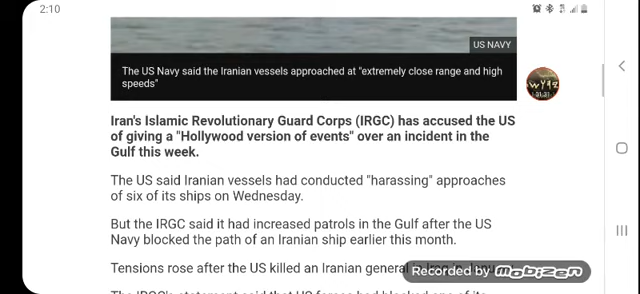 2:10
US NAVY
The US Navy said the Iranian vessels approached at "extremely close range and high
speeds"
Iran's Islamic Revolutionary Guard Corps (IRGC) has accused the US
of giving a "Hollywood version of events" over an incident in the
Gulf this week.
The US said Iranian vessels had conducted "harassing" approaches
of six of its ships on Wednesday.
But the IRGC said it had increased patrols in the Gulf after the US
Navy blocked the path of an Iranian ship earlier this month.
Tensions rose after the US killed an Iranian general
Recorded by Mobizen